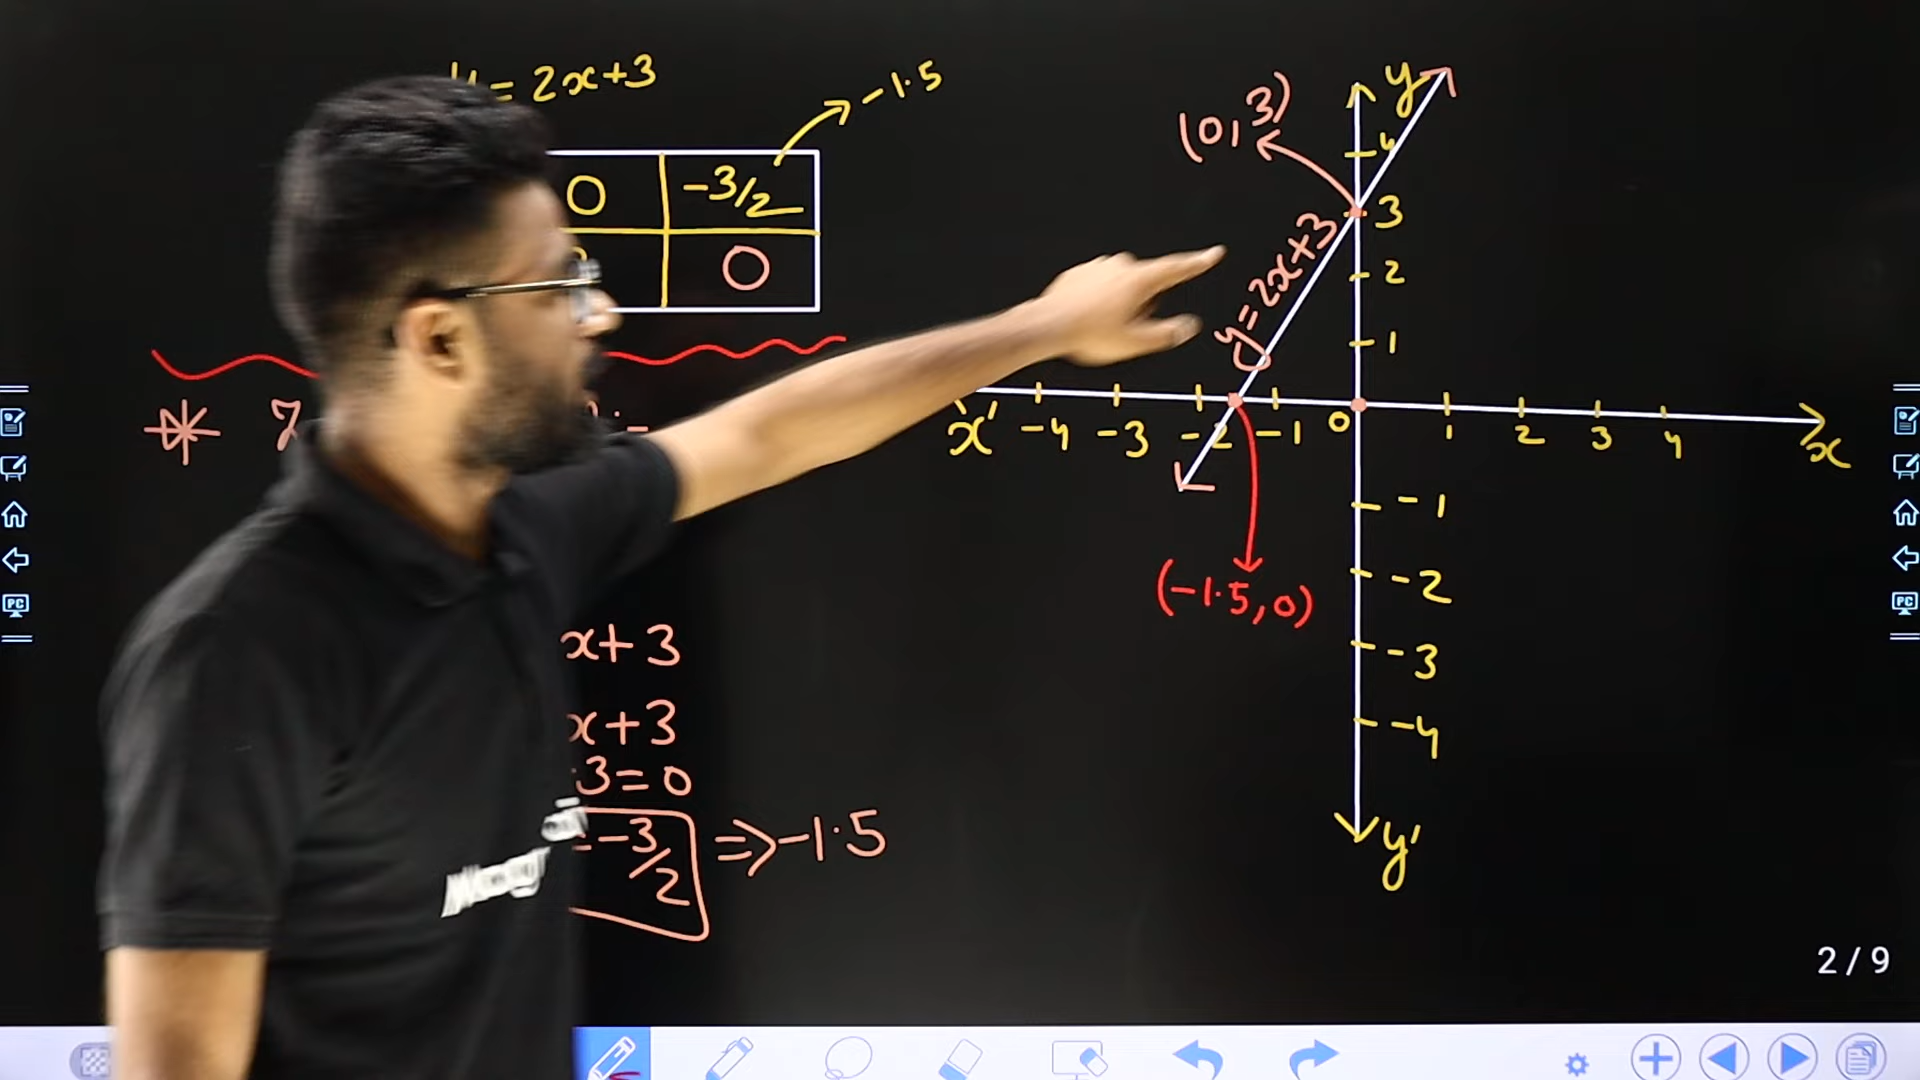 = 2x+3
-1.5
0 -3/2
0
x+3
x+3
3=0
-3/2 => -1.5
y
(0,3)
4
3
2
1
y=2x+3
x' -4 -3 -2 -1 0 1 2 3 4 x
-1
(-1.5,0)
-2
-3
-4
y'
2/9
PC
PC